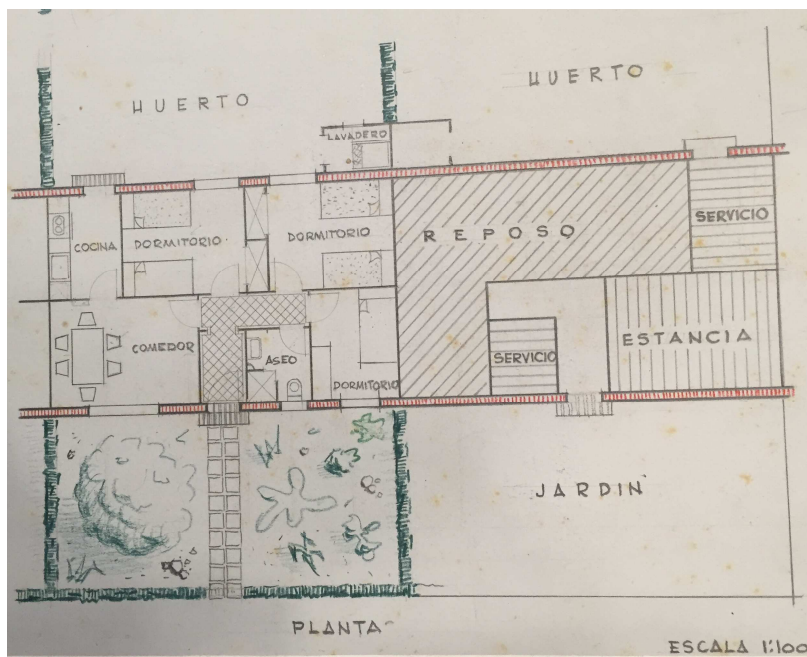 HUERTO
HUERTO
LAVADERO
COCINA
DORMITORIO
DORMITORIO
REPOSO
SERVICIO
COMEDOR
ASEO
DORMITORIO
SERVICIO
ESTANCIA
JARDIN
PLANTA
ESCALA 1:100